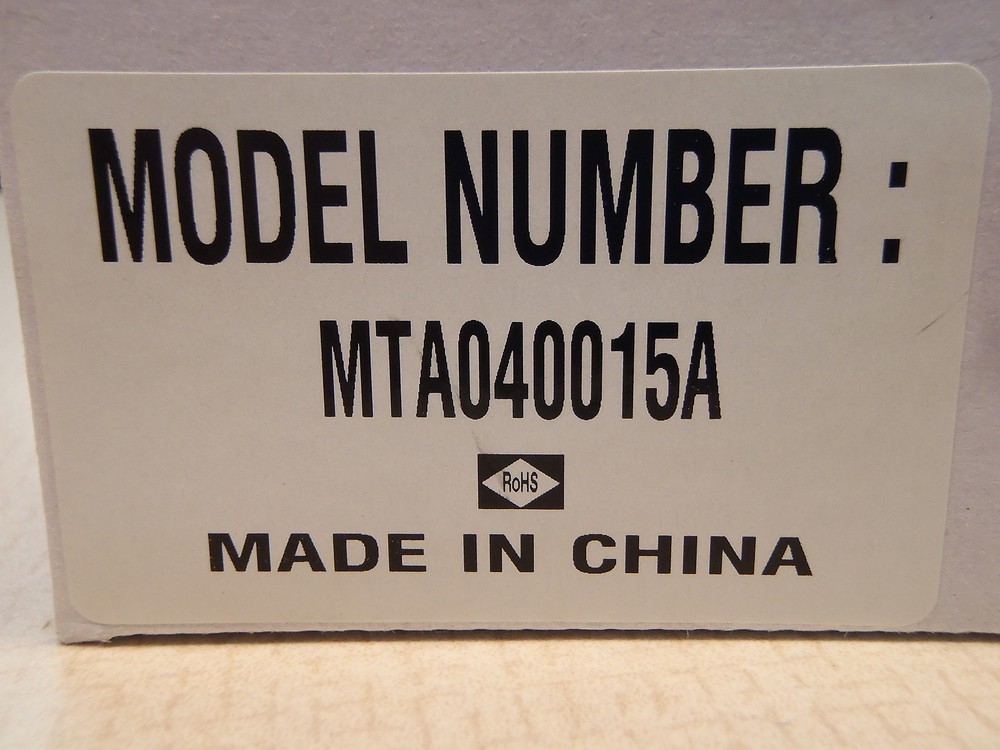 MODEL NUMBER :
MTA040015A
RoHS
MADE IN CHINA